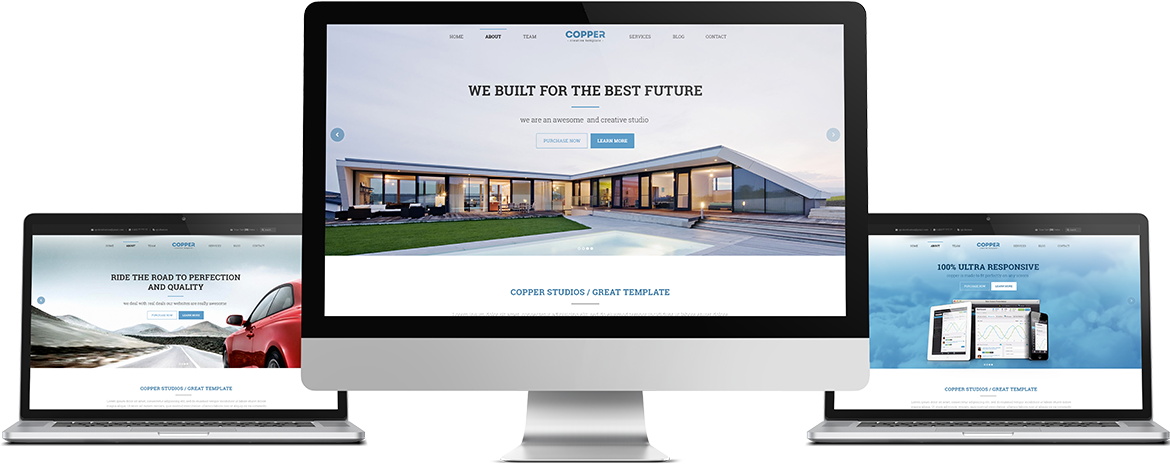 HOME ABOUT TEAM COPPER SERVICES BLOG CONTACT
- creative template -
WE BUILT FOR THE BEST FUTURE
we are an awesome and creative studio
PURCHASE NOW LEARN MORE
COPPER STUDIOS / GREAT TEMPLATE
HOME ABOUT TEAM COPPER SERVICES BLOG CONTACT
RIDE THE ROAD TO PERFECTION
AND QUALITY
we deal with real deals our websites are really awesome
PURCHASE NOW LEARN MORE
COPPER STUDIOS / GREAT TEMPLATE
HOME ABOUT TEAM COPPER SERVICES BLOG CONTACT
100% ULTRA RESPONSIVE
PURCHASE NOW LEARN MORE
COPPER STUDIOS / GREAT TEMPLATE